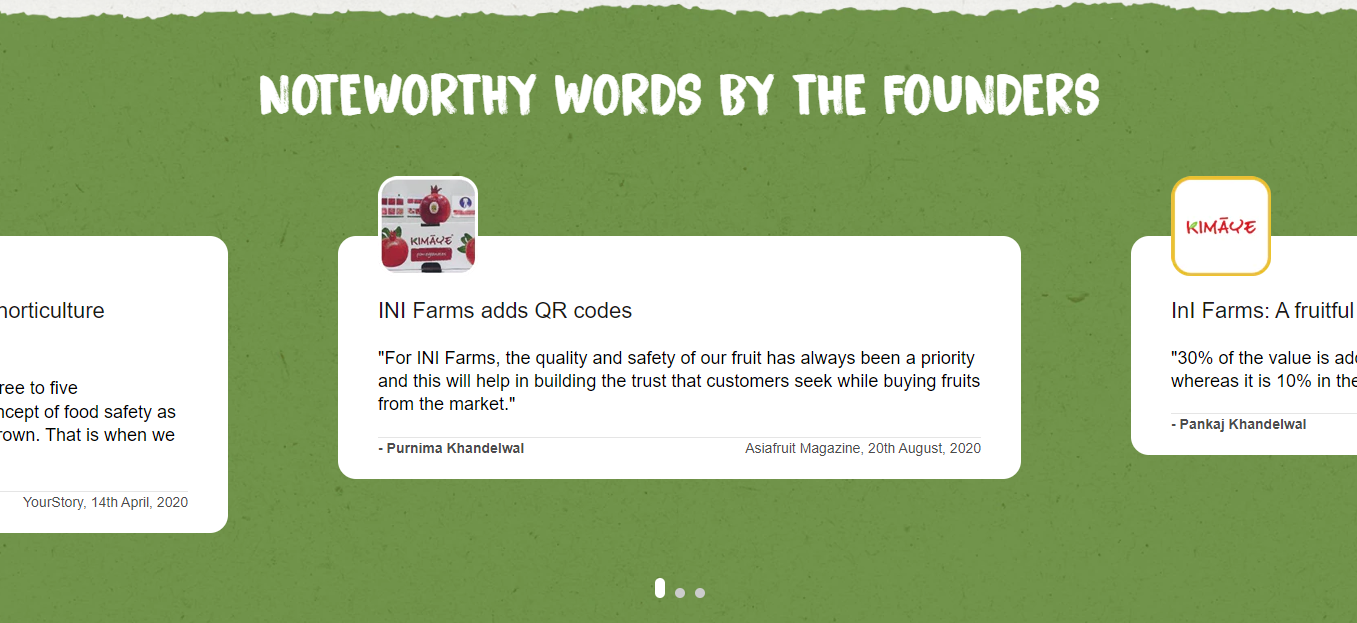 NOTEWORTHY WORDS BY THE FOUNDERS
horticulture
ree to five
ncept of food safety as
rown. That is when we
YourStory, 14th April, 2020
KIMĀYE
pomegranates
INI Farms adds QR codes
"For INI Farms, the quality and safety of our fruit has always been a priority
and this will help in building the trust that customers seek while buying fruits
from the market."
- Purnima Khandelwal
Asiafruit Magazine, 20th August, 2020
KIMĀYE
InI Farms: A fruitful
"30% of the value is ad
whereas it is 10% in the
- Pankaj Khandelwal